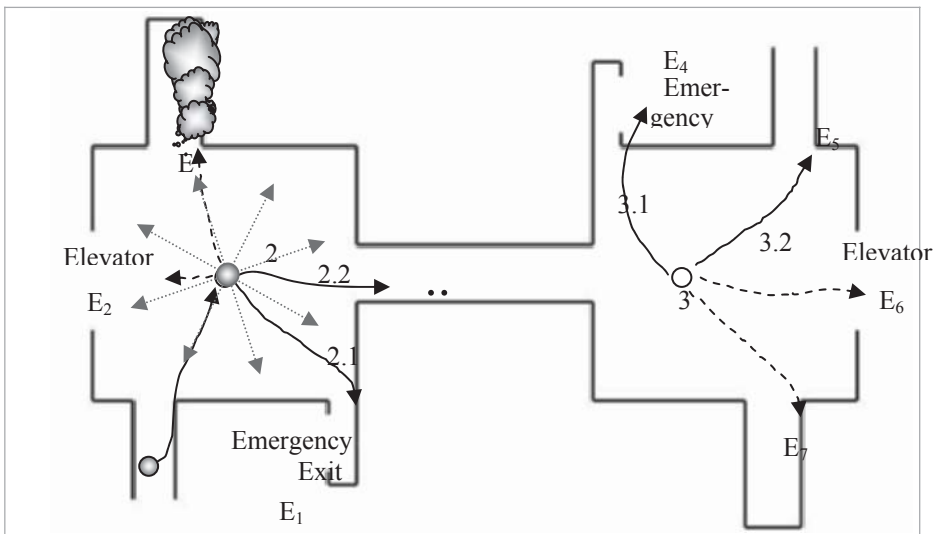 E4
Emer-
gency
E5
E
3.1
3.2
2
Elevator
Elevator
2.2
E2
3
E6
2.1
Emergency
Exit
E7
E1